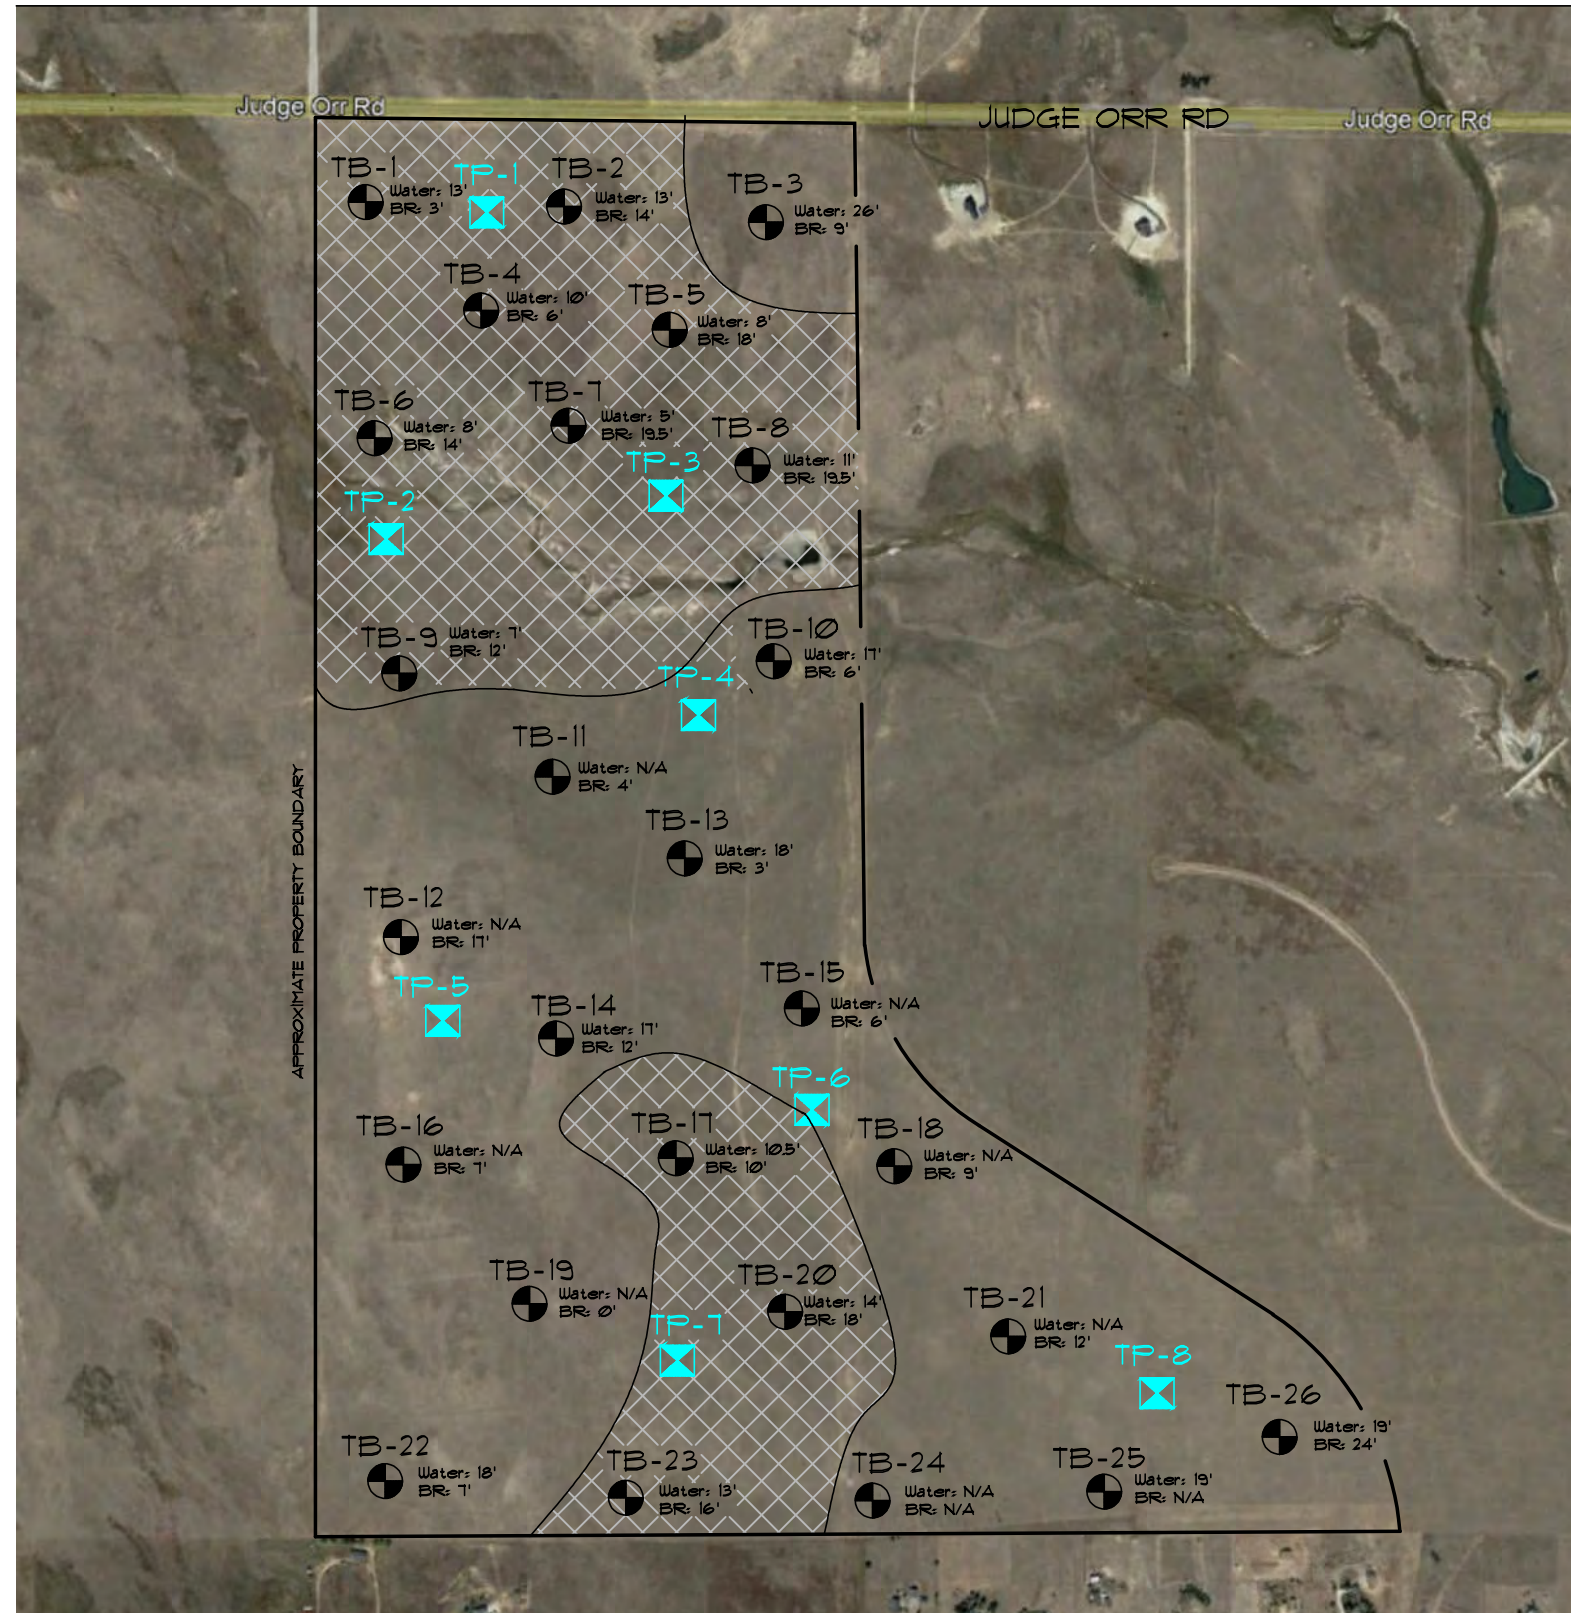 Judge Orr Rd
JUDGE ORR RD
Judge Orr Rd
TB-1
Water: 13'
BR: 3'
TP-1
TB-2
Water: 13'
BR: 14'
TB-3
Water: 26'
BR: 9'
TB-4
Water: 10'
BR: 6'
TB-5
Water: 8'
BR: 18'
TB-6
Water: 8'
BR: 14'
TB-7
Water: 5'
BR: 19.5'
TB-8
Water: 11'
BR: 19.5'
TP-3
TP-2
TB-9
Water: 7'
BR: 12'
TB-10
Water: 17'
BR: 6'
TP-4
TB-11
Water: N/A
BR: 4'
TB-13
Water: 18'
BR: 3'
APPROXIMATE PROPERTY BOUNDARY
TB-12
Water: N/A
BR: 17'
TP-5
TB-14
Water: 17'
BR: 12'
TB-15
Water: N/A
BR: 6'
TP-6
TB-16
Water: N/A
BR: 7'
TB-17
Water: 10.5'
BR: 10'
TB-18
Water: N/A
BR: 9'
TB-19
Water: N/A
BR: 0'
TB-20
Water: 14'
BR: 18'
TP-7
TB-21
Water: N/A
BR: 12'
TP-8
TB-26
Water: 19'
BR: 24'
TB-22
Water: 18'
BR: 7'
TB-23
Water: 13'
BR: 16'
TB-24
Water: N/A
BR: N/A
TB-25
Water: 19'
BR: N/A